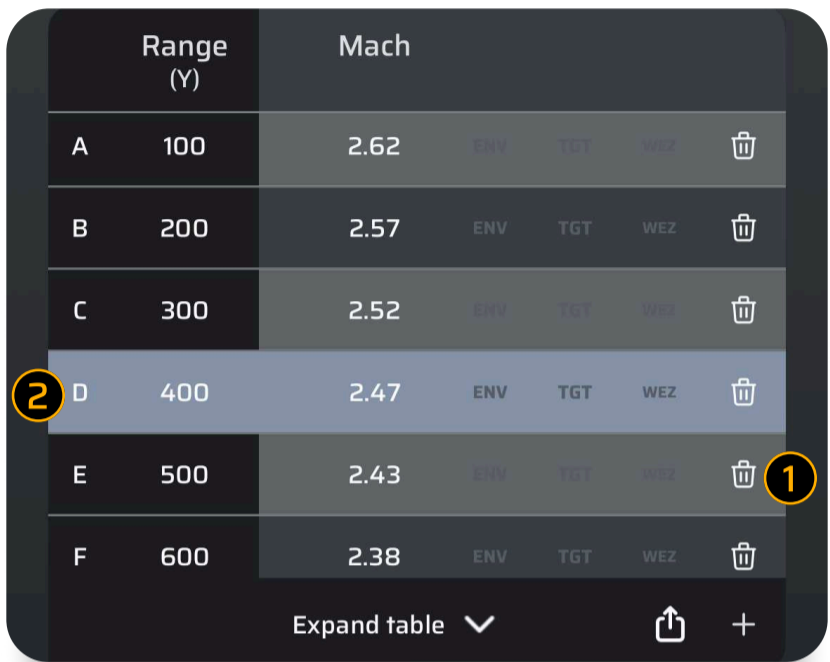 Range Mach
(Y)
A 100 2.62 ENV TGT WEZ
B 200 2.57 ENV TGT WEZ
C 300 2.52 ENV TGT WEZ
2 D 400 2.47 ENV TGT WEZ
E 500 2.43 ENV TGT WEZ 1
F 600 2.38 ENV TGT WEZ
Expand table